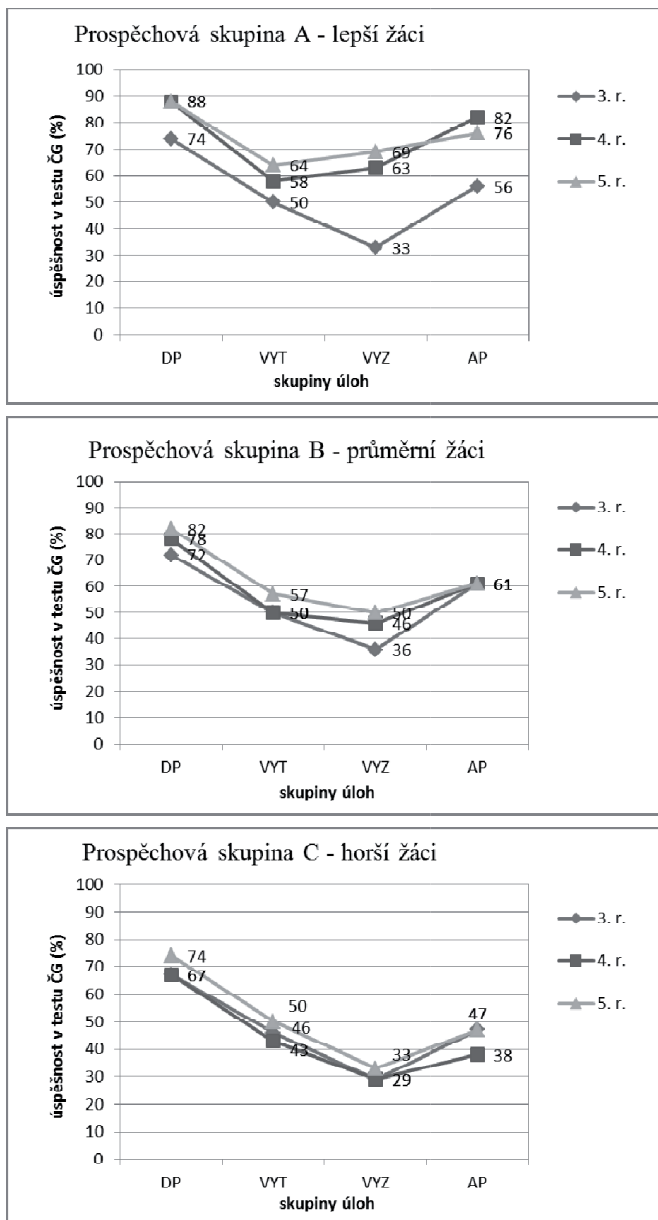 Prospěchová skupina A - lepší žáci
úspěšnost v testu ČG (%)
100
90
80
70
60
50
40
30
20
10
0
88
74
64
58
50
69
63
33
82
76
56
DP VYT VYZ AP
skupiny úloh
3. r.
4. r.
5. r.
Prospěchová skupina B - průměrní žáci
úspěšnost v testu ČG (%)
100
90
80
70
60
50
40
30
20
10
0
82
78
72
57
50
50
46
36
61
DP VYT VYZ AP
skupiny úloh
3. r.
4. r.
5. r.
Prospěchová skupina C - horší žáci
úspěšnost v testu ČG (%)
100
90
80
70
60
50
40
30
20
10
0
74
67
50
46
43
33
29
47
38
DP VYT VYZ AP
skupiny úloh
3. r.
4. r.
5. r.